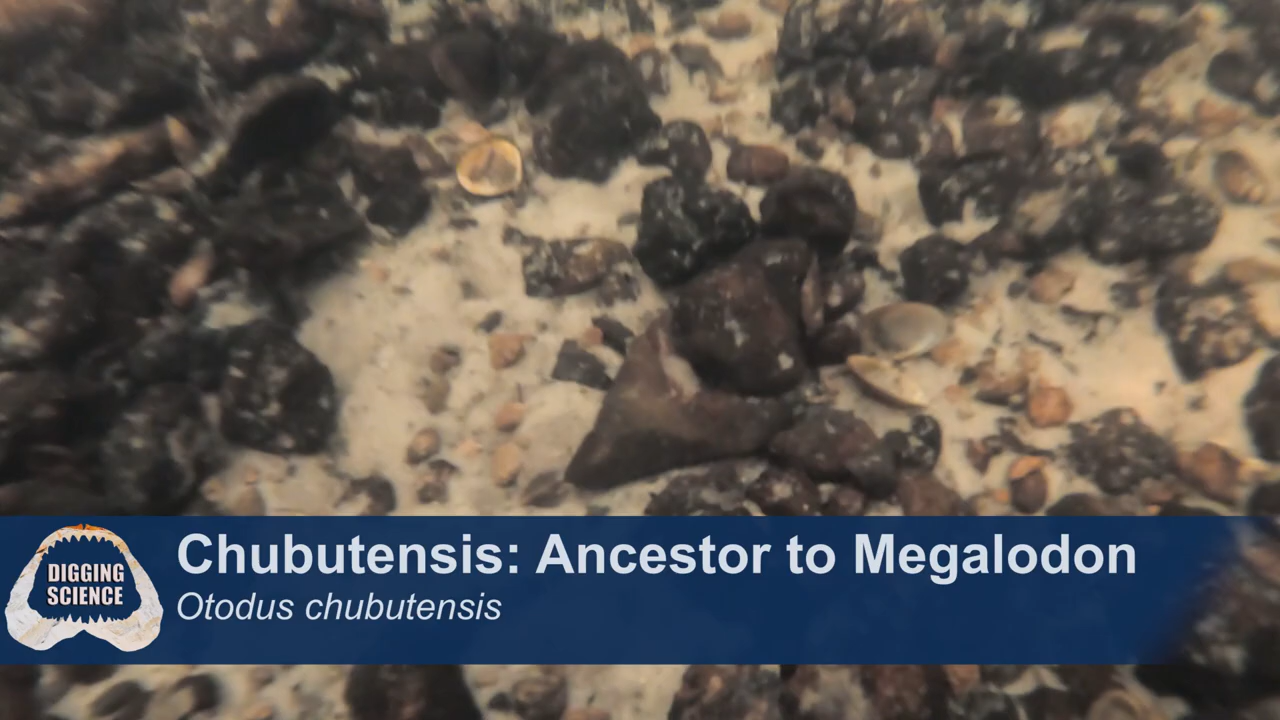 DIGGING
SCIENCE
Chubutensis: Ancestor to Megalodon
Otodus chubutensis